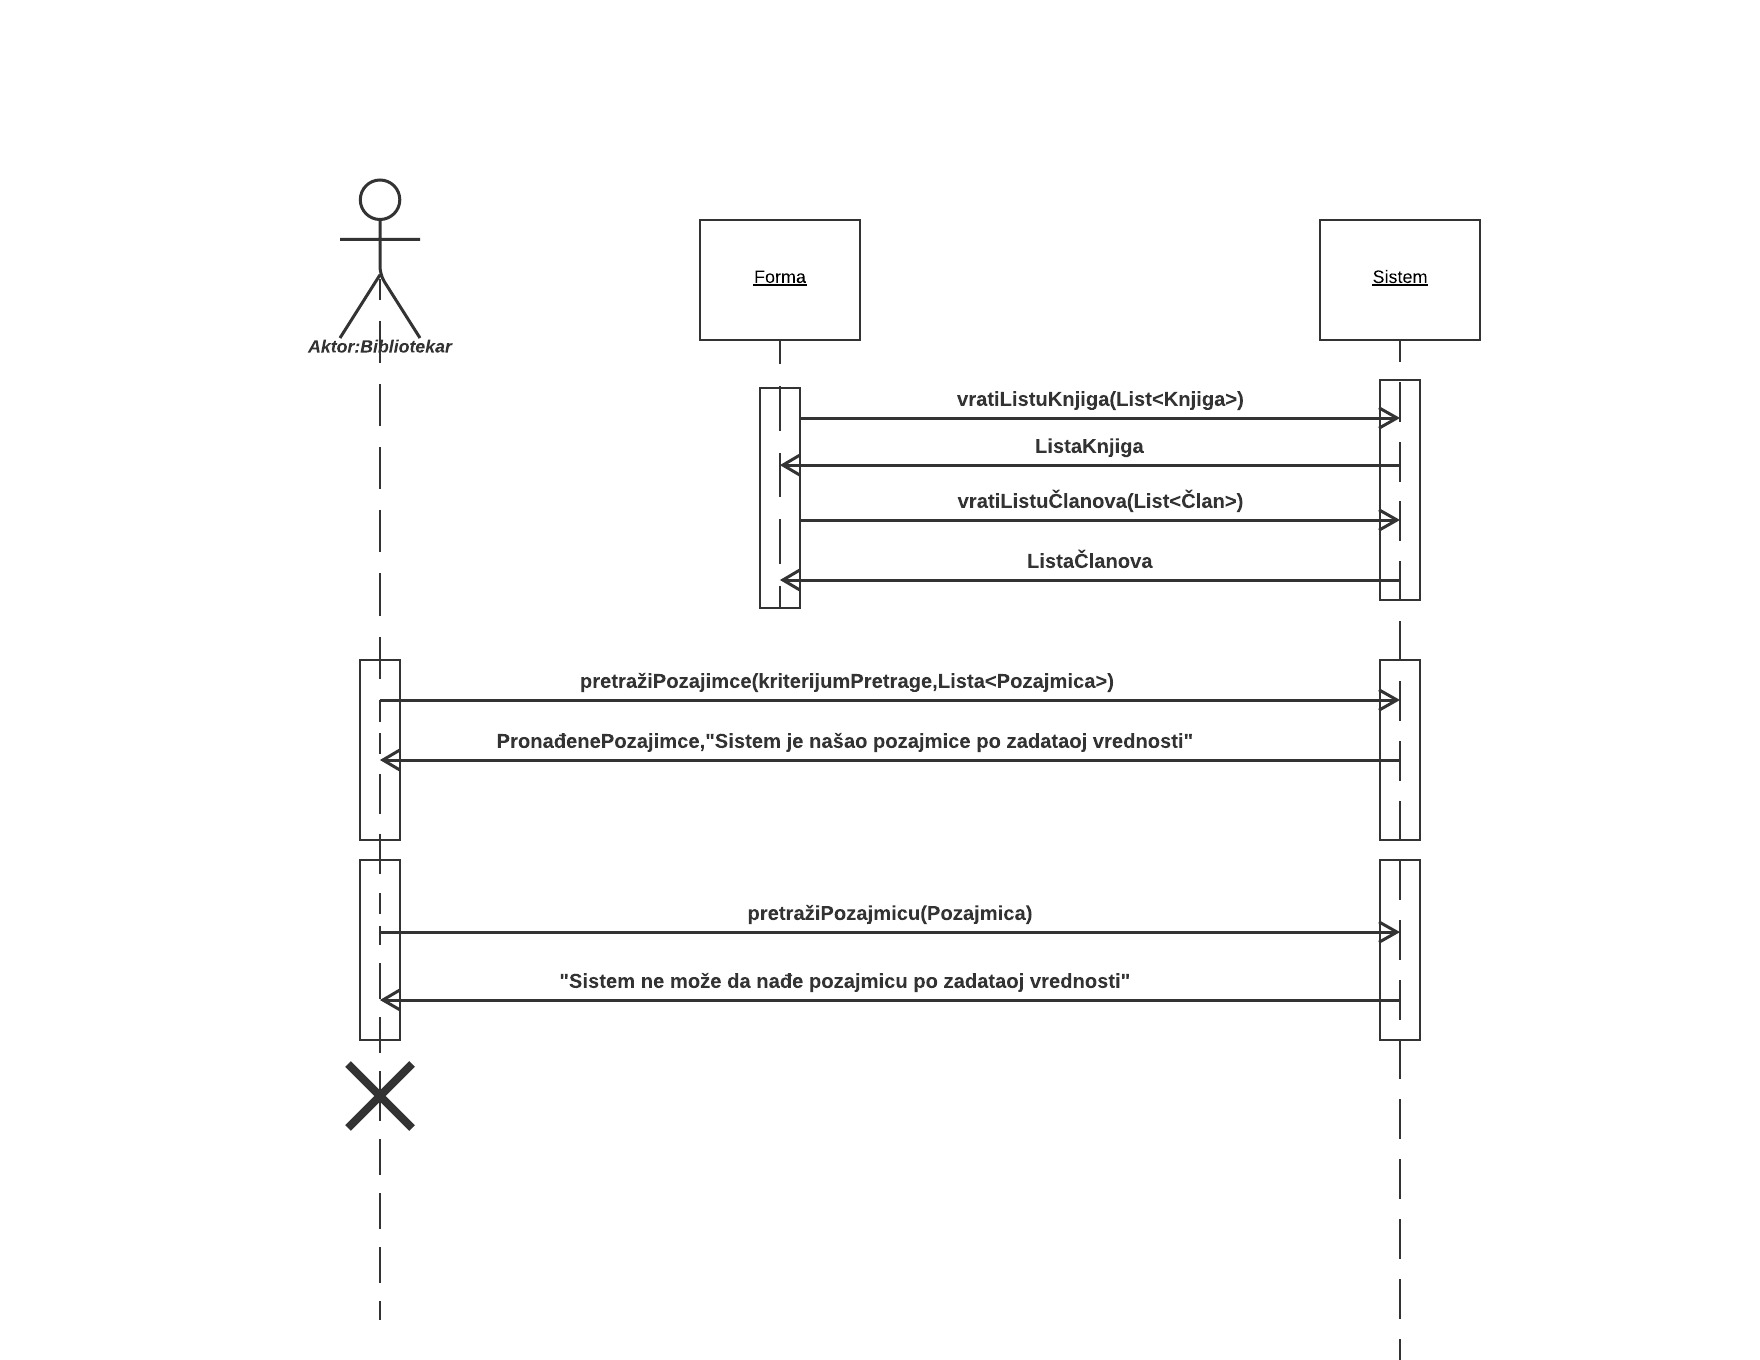 Aktor:Bibliotekar
Forma
Sistem
vratiListuKnjiga(List<Knjiga>)
ListaKnjiga
vratiListuČlanova(List<Član>)
ListaČlanova
pretražiPozajimce(kriterijumPretrage,Lista<Pozajmica>)
PronađenePozajimce,"Sistem je našao pozajmice po zadataoj vrednosti"
pretražiPozajmicu(Pozajmica)
"Sistem ne može da nađe pozajmicu po zadataoj vrednosti"